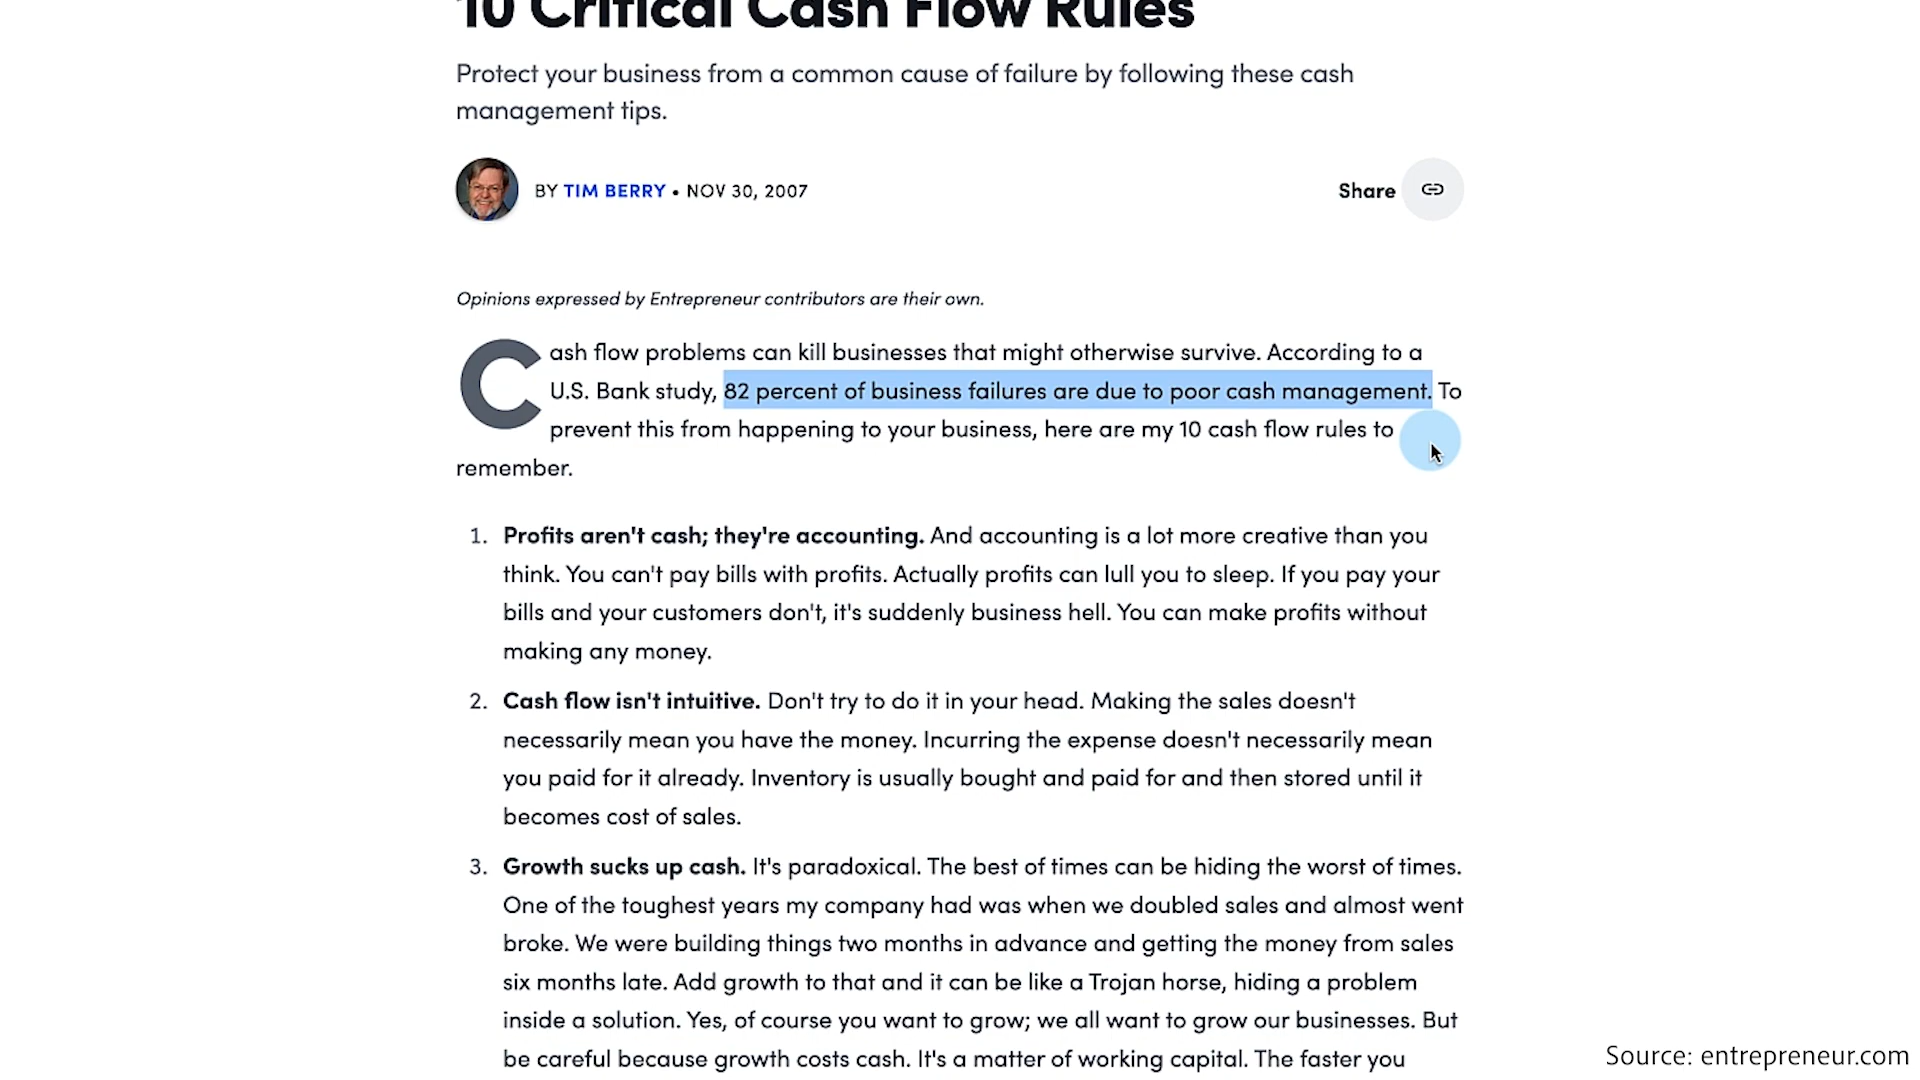 10 Critical Cash Flow Rules
Protect your business from a common cause of failure by following these cash
management tips.
BY TIM BERRY • NOV 30, 2007
Share
Opinions expressed by Entrepreneur contributors are their own.
Cash flow problems can kill businesses that might otherwise survive. According to a
U.S. Bank study, 82 percent of business failures are due to poor cash management. To
prevent this from happening to your business, here are my 10 cash flow rules to
remember.
1. Profits aren't cash; they're accounting. And accounting is a lot more creative than you
think. You can't pay bills with profits. Actually profits can lull you to sleep. If you pay your
bills and your customers don't, it's suddenly business hell. You can make profits without
making any money.
2. Cash flow isn't intuitive. Don't try to do it in your head. Making the sales doesn't
necessarily mean you have the money. Incurring the expense doesn't necessarily mean
you paid for it already. Inventory is usually bought and paid for and then stored until it
becomes cost of sales.
3. Growth sucks up cash. It's paradoxical. The best of times can be hiding the worst of times.
One of the toughest years my company had was when we doubled sales and almost went
broke. We were building things two months in advance and getting the money from sales
six months late. Add growth to that and it can be like a Trojan horse, hiding a problem
inside a solution. Yes, of course you want to grow; we all want to grow our businesses. But
be careful because growth costs cash. It's a matter of working capital. The faster you
Source: entrepreneur.com